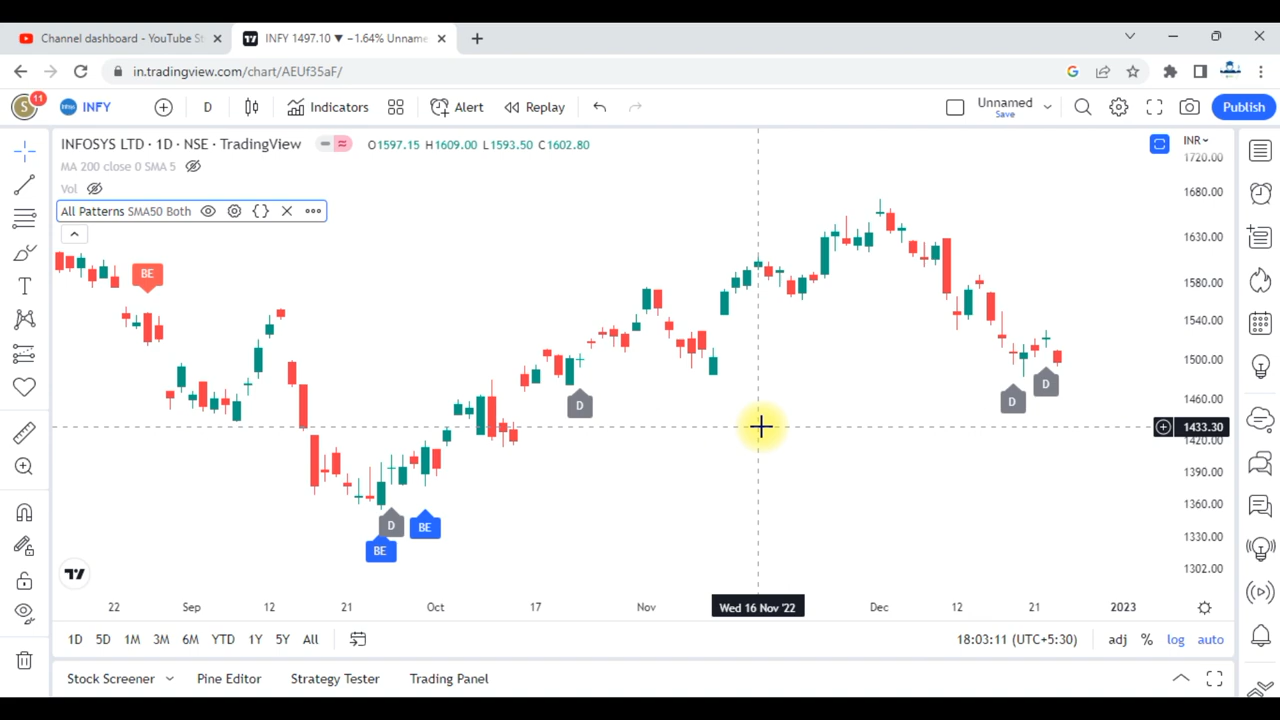 Channel dashboard - YouTube St
INFY 1497.10 ▼ −1.64% Unname
in.tradingview.com/chart/AEUf35aF/
S
11
INFY
D
Indicators
Alert
Replay
Unnamed
Save
Publish
INFOSYS LTD · 1D · NSE · TradingView
O1597.15 H1609.00 L1593.50 C1602.80
INR
MA 200 close 0 SMA 5
Vol
All Patterns SMA50 Both
1720.00
1680.00
1630.00
1580.00
1540.00
1500.00
1460.00
1433.30
1420.00
1390.00
1360.00
1330.00
1302.00
BE
D
D
D
D
BE
BE
22 Sep 12 21 Oct 17 Nov Wed 16 Nov '22 Dec 12 21 2023
1D 5D 1M 3M 6M YTD 1Y 5Y All
18:03:11 (UTC+5:30) adj % log auto
Stock Screener Pine Editor Strategy Tester Trading Panel